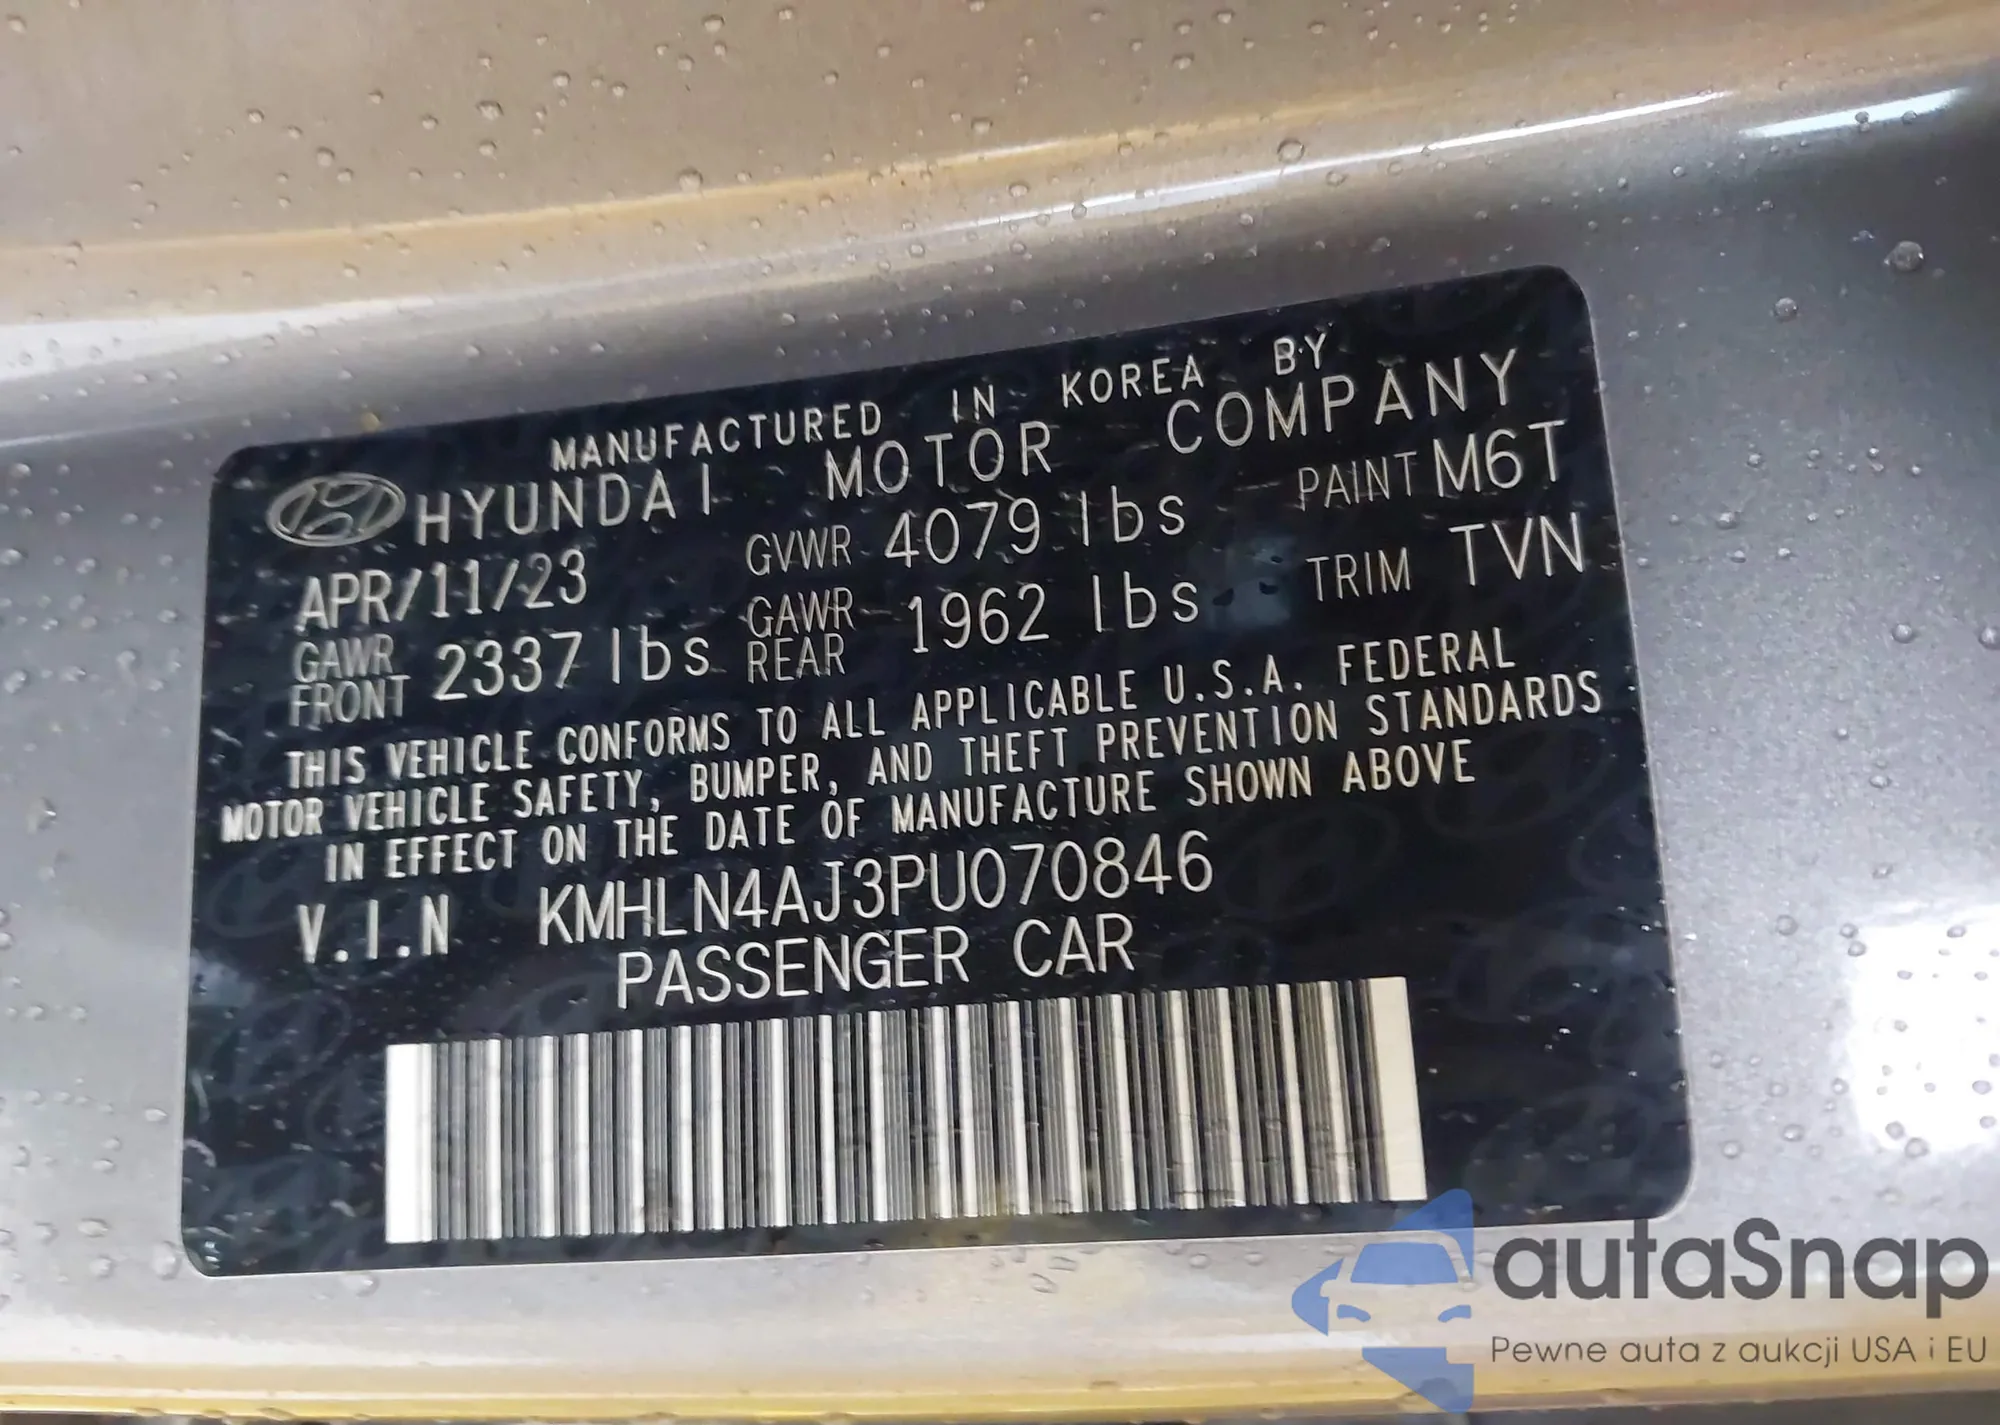 MANUFACTURED IN KOREA BY
HYUNDAI MOTOR COMPANY
APR/11/23 GVWR 4079 lbs PAINT M6T
GAWR FRONT 2337 lbs GAWR REAR 1962 lbs TRIM TVN
THIS VEHICLE CONFORMS TO ALL APPLICABLE U.S.A. FEDERAL
MOTOR VEHICLE SAFETY, BUMPER, AND THEFT PREVENTION STANDARDS
IN EFFECT ON THE DATE OF MANUFACTURE SHOWN ABOVE
V.I.N KMHLN4AJ3PU070846
PASSENGER CAR
autaSnap
Pewne auta z aukcji USA i EU